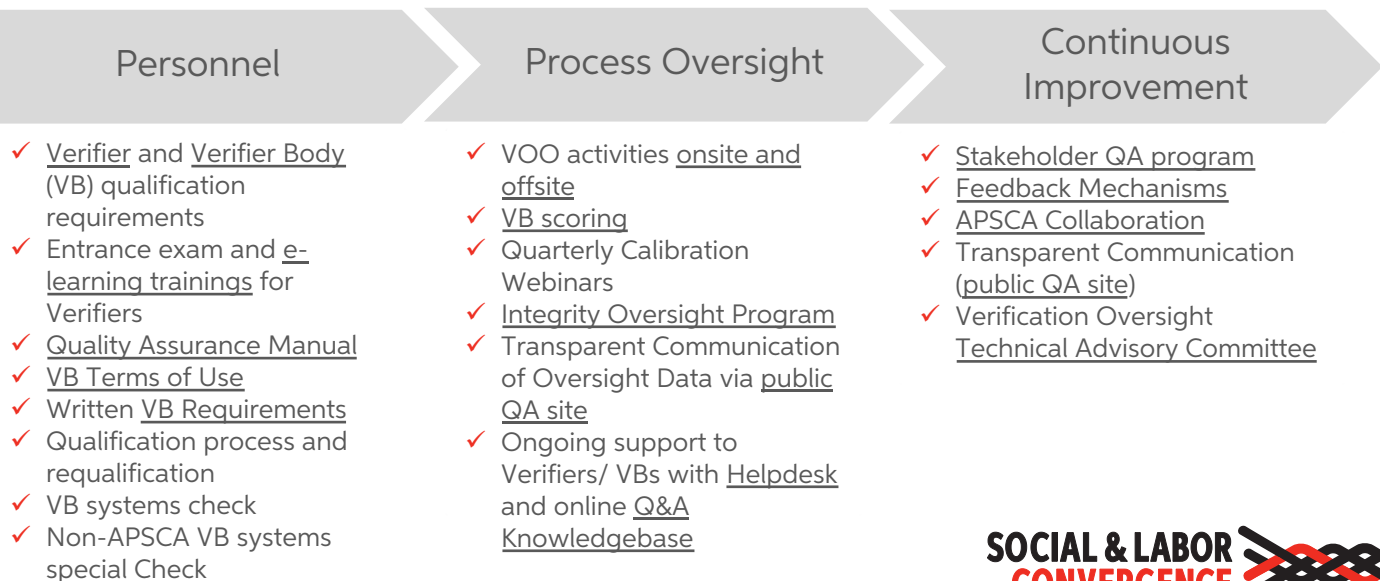 Personnel
Verifier and Verifier Body
(VB) qualification
requirements
Entrance exam and e-
learning trainings for
Verifiers
Quality Assurance Manual
VB Terms of Use
Written VB Requirements
Qualification process and
requalification
VB systems check
Non-APSCA VB systems
special Check
Process Oversight
VOO activities onsite and
offsite
VB scoring
Quarterly Calibration
Webinars
Integrity Oversight Program
Transparent Communication
of Oversight Data via public
QA site
Ongoing support to
Verifiers/ VBs with Helpdesk
and online Q&A
Knowledgebase
Continuous
Improvement
Stakeholder QA program
Feedback Mechanisms
APSCA Collaboration
Transparent Communication
(public QA site)
Verification Oversight
Technical Advisory Committee
SOCIAL & LABOR
CONVERGENCE